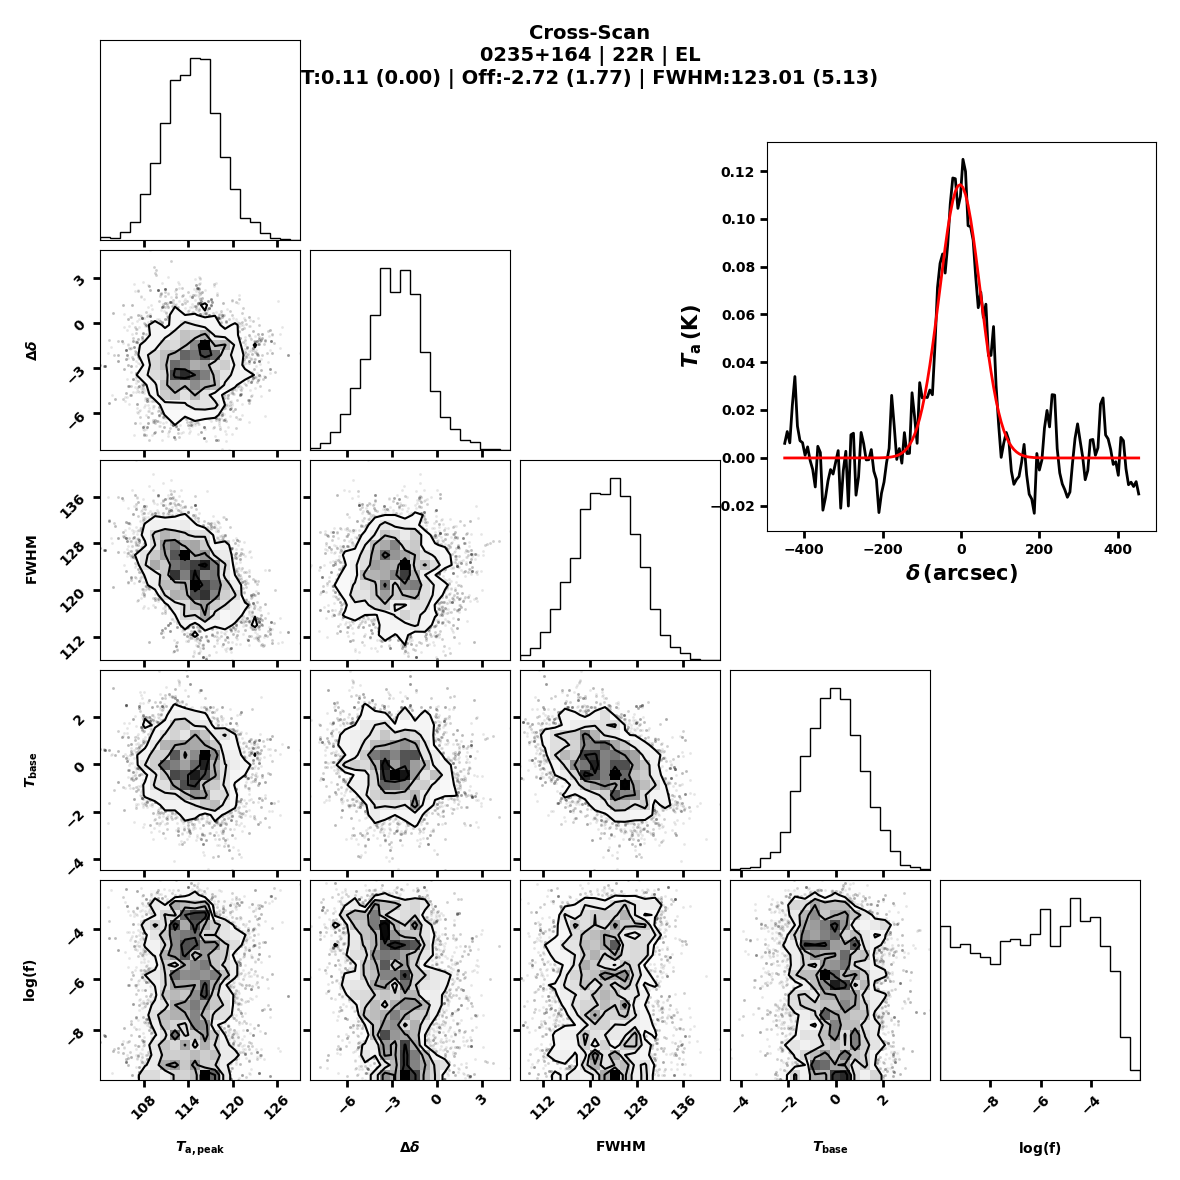 Cross-Scan
0235+164 | 22R | EL
T:0.11 (0.00) | Off:-2.72 (1.77) | FWHM:123.01 (5.13)
0.12
0.10
0.08
0.06
0.04
0.02
0.00
−0.02
Ta (K)
−400 −200 0 200 400
δ (arcsec)
3
0
−3
−6
Δδ
136
128
120
112
FWHM
2
0
−2
−4
Tbase
−4
−6
−8
log(f)
108 114 120 126
−6 −3 0 3
112 120 128 136
−4 −2 0 2
−8 −6 −4
Ta,peak
Δδ
FWHM
Tbase
log(f)